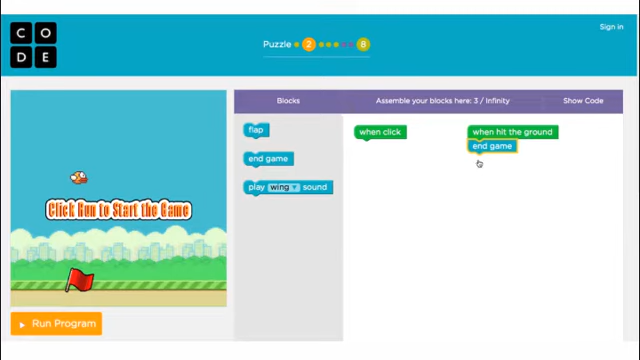 C O
D E
Puzzle 2 8
Sign in
Blocks
Assemble your blocks here: 3 / Infinity
Show Code
flap
end game
play wing sound
when click
when hit the ground
end game
Click Run to Start the Game
Run Program